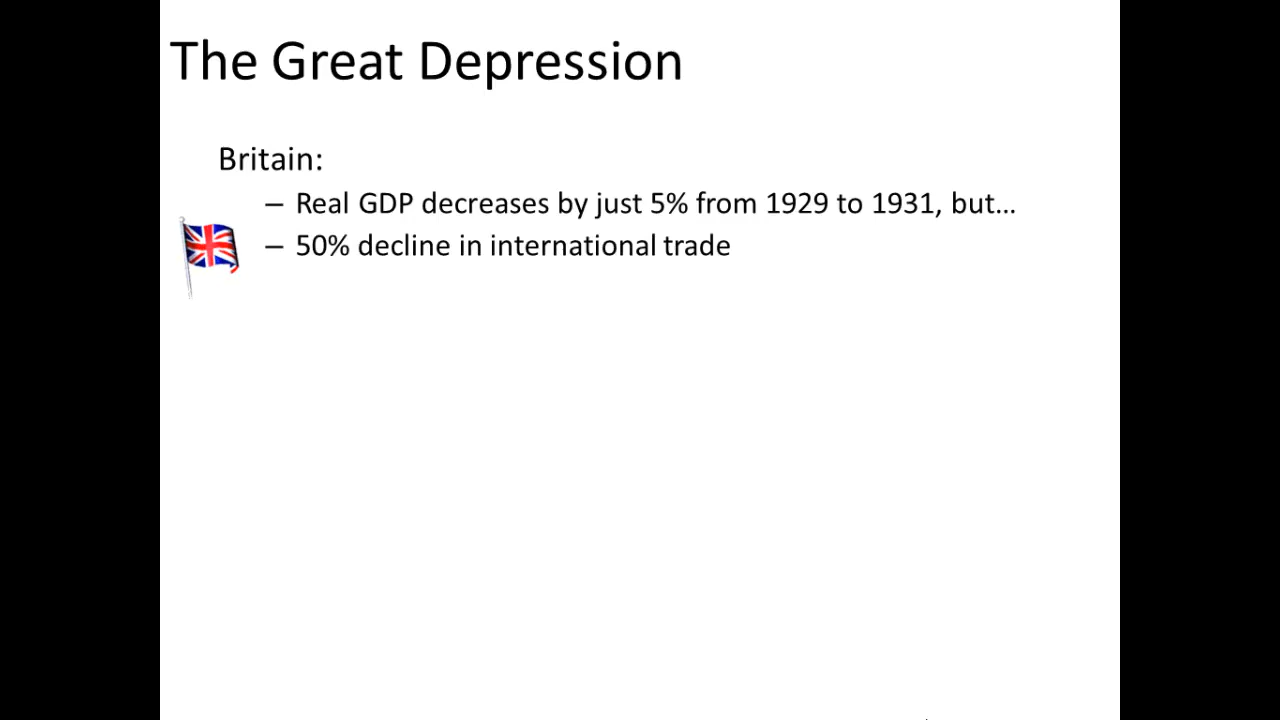 The Great Depression
Britain:
– Real GDP decreases by just 5% from 1929 to 1931, but…
– 50% decline in international trade